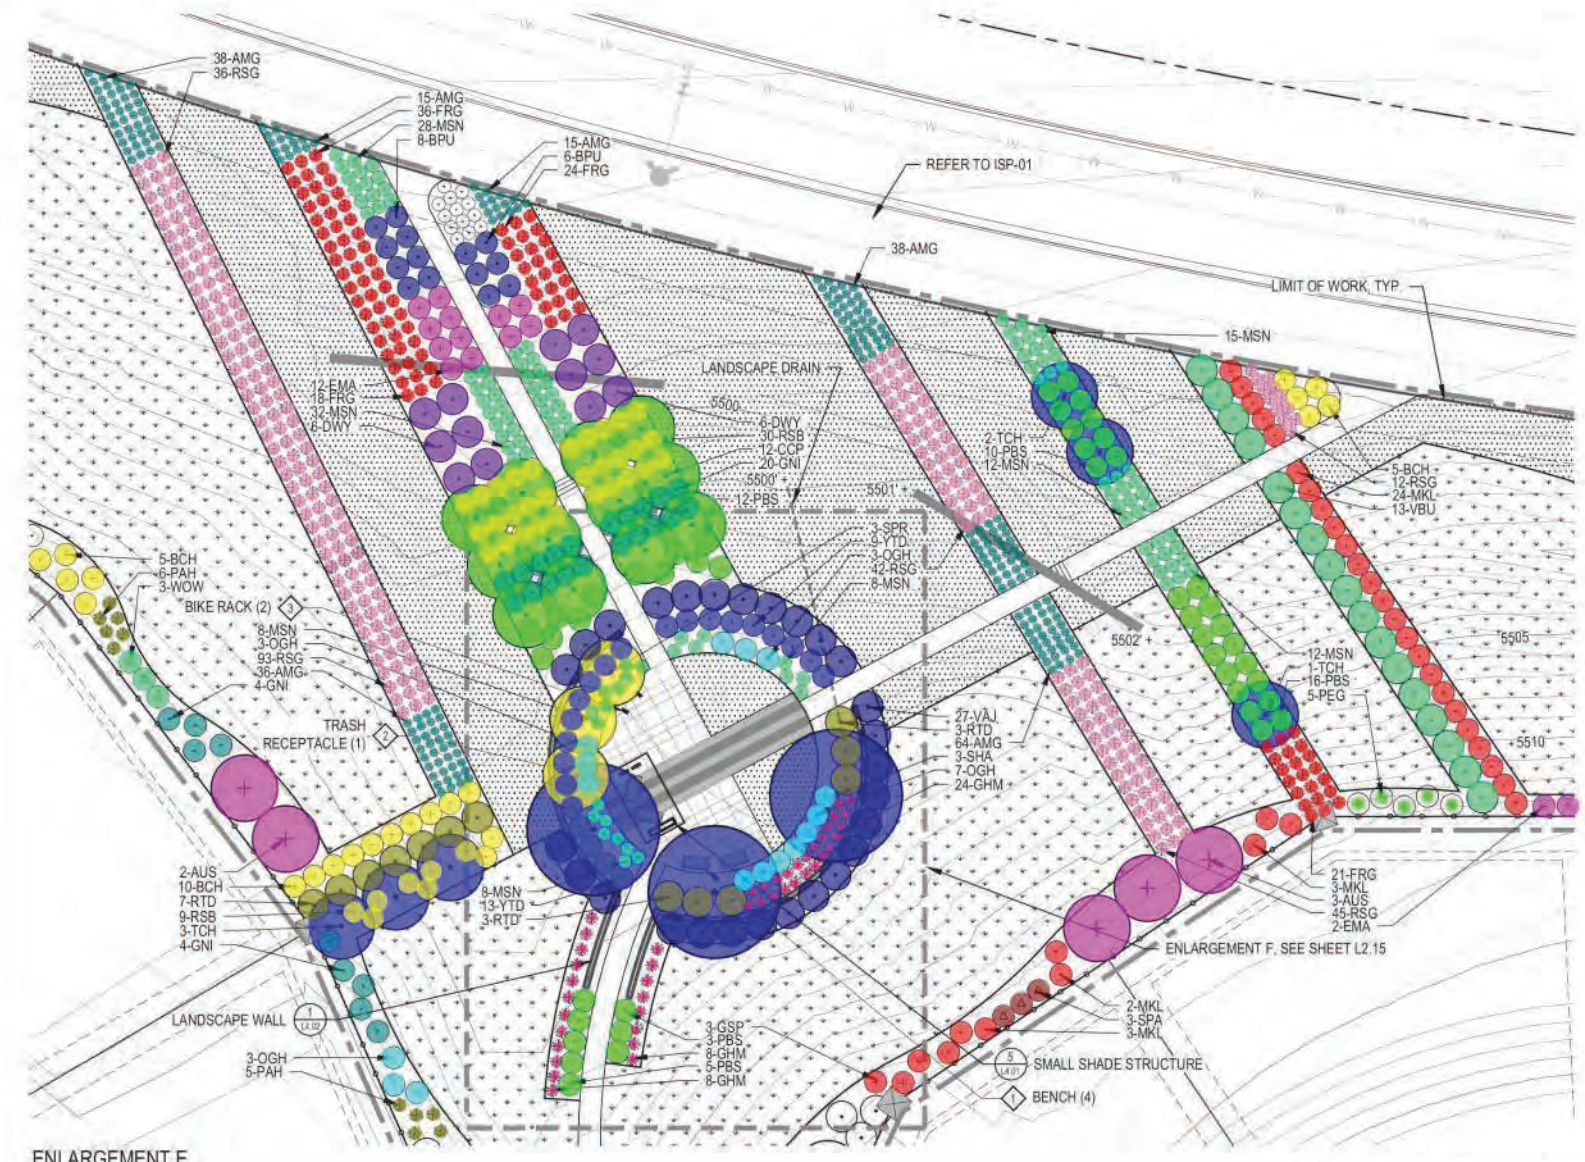 38-AMG
36-RSG
15-AMG
36-FRG
28-MSN
8-BPU
15-AMG
6-BPU
24-FRG
REFER TO ISP-01
38-AMG
LIMIT OF WORK, TYP.
15-MSN
LANDSCAPE DRAIN
12-EMA
18-FRG
32-MSN
6-DWY
5500
6-DWY
30-RSB
12-CCP
20-GNI
5500' +
12-PBS
2-TCH
10-PBS
12-MSN
5501' +
5-BCH
12-RSG
24-MKL
13-VBU
3-SPR
9-YTD
3-OGH
42-RSG
8-MSN
5-BCH
6-PAH
3-WOW
BIKE RACK (2)
3
8-MSN
3-OGH
93-RSG
36-AMG
4-GNI
TRASH
RECEPTACLE (1)
2
5502' +
5505
12-MSN
1-TCH
16-PBS
5-PEG
27-VAJ
3-RTD
64-AMG
3-SHA
7-OGH
24-GHM
5510
2-AUS
10-BCH
7-RTD
9-RSB
3-TCH
4-GNI
8-MSN
13-YTD
3-RTD
21-FRG
3-MKL
3-AUS
45-RSG
2-EMA
ENLARGEMENT F, SEE SHEET L2.15
LANDSCAPE WALL
1
L4.02
2-MKL
3-SPA
3-MKL
3-GSP
3-PBS
8-GHM
5-PBS
8-GHM
3-OGH
5-PAH
5
L4.01
SMALL SHADE STRUCTURE
1
BENCH (4)
W W W W W W W W